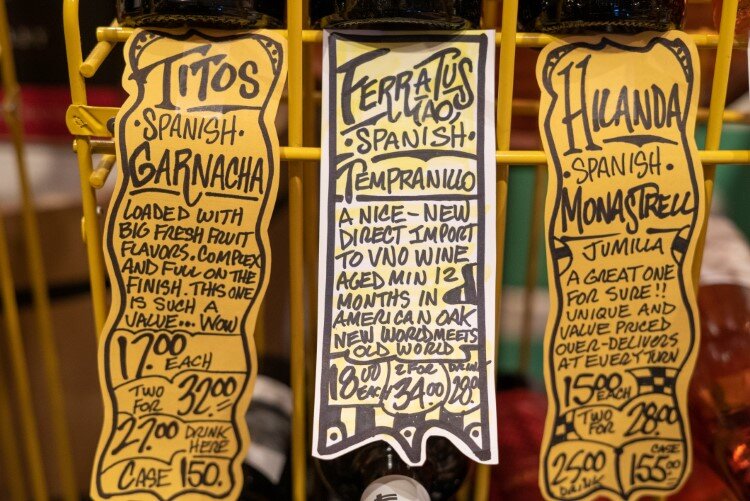 TITOS
·SPANISH·
GARNACHA
LOADED WITH
BIG FRESH FRUIT
FLAVORS. COMPLEX
AND FULL ON THE
FINISH. THIS ONE
IS SUCH A
VALUE... WOW
17.00 EACH
TWO FOR 32.00
27.00 DRINK HERE
CASE 150.
FERRATUS
·SPANISH·
TEMPRANILLO
A NICE-NEW
DIRECT IMPORT
TO VNO WINE
AGED MIN 12
MONTHS IN
AMERICAN OAK
NEW WORLD MEETS
OLD WORLD
18.00 EACH 2 FOR 34.00 28.00
HILANDA
·SPANISH·
MONASTRELL
JUMILLA
A GREAT ONE
FOR SURE!!
UNIQUE AND
VALUE PRICED
OVER-DELIVERS
AT EVERY TURN
15.00 EACH
TWO FOR 28.00
25.00 CASE 155.00